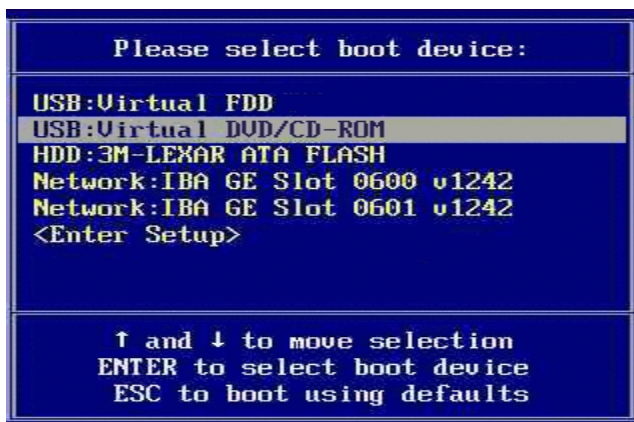 Please select boot device:
USB:Virtual FDD
USB:Virtual DVD/CD-ROM
HDD:3M-LEXAR ATA FLASH
Network:IBA GE Slot 0600 v1242
Network:IBA GE Slot 0601 v1242
<Enter Setup>
↑ and ↓ to move selection
ENTER to select boot device
ESC to boot using defaults